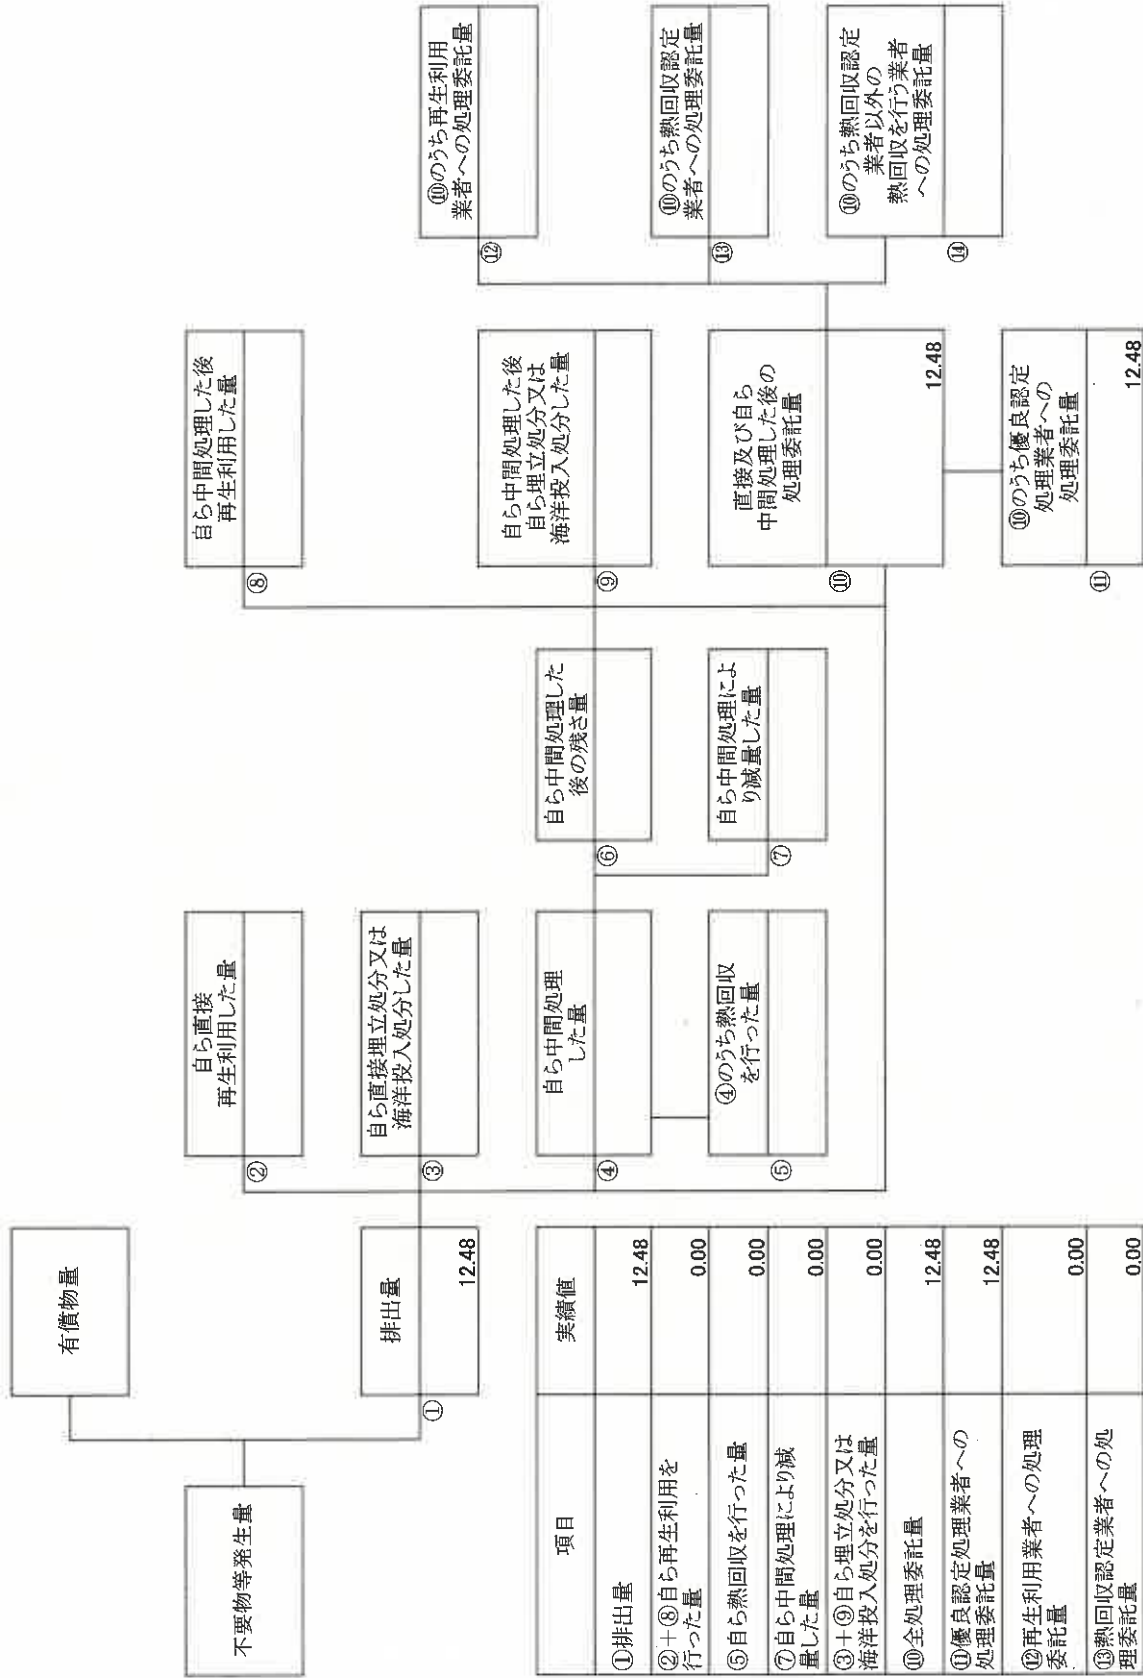 不要物等発生量
有償物量
排出量
①
12.48
自ら直接
再生利用した量
②
自ら直接埋立処分又は
海洋投入処分した量
③
自ら中間処理
した量
④
④のうち熱回収
を行った量
⑤
自ら中間処理した
後の残さ量
⑥
自ら中間処理によ
り減量した量
⑦
自ら中間処理した後
再生利用した量
⑧
自ら中間処理した後
自ら埋立処分又は
海洋投入処分した量
⑨
直接及び自ら
中間処理した後の
処理委託量
⑩
12.48
⑩のうち優良認定
処理業者への
処理委託量
⑪
12.48
⑩のうち再生利用
業者への処理委託量
⑫
⑩のうち熱回収認定
業者への処理委託量
⑬
⑩のうち熱回収認定
業者以外の
熱回収を行う業者
への処理委託量
⑭
項目 実績値
①排出量 12.48
②+⑧自ら再生利用を
行った量 0.00
⑤自ら熱回収を行った量 0.00
⑦自ら中間処理により減
量した量 0.00
③+⑨自ら埋立処分又は
海洋投入処分を行った量 0.00
⑩全処理委託量 12.48
⑪優良認定処理業者への
処理委託量 12.48
⑫再生利用業者への処理
委託量 0.00
⑬熱回収認定業者への処
理委託量 0.00